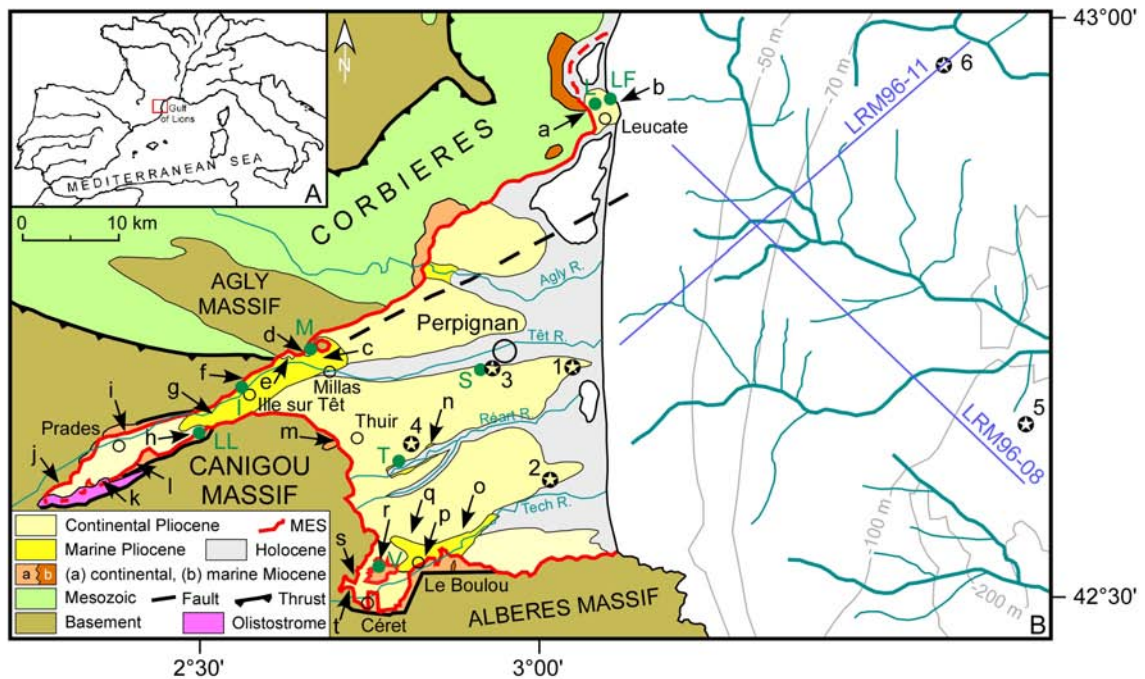 43°00'
42°30'
2°30'
3°00'
Gulf
of Lions
MEDITERRANEAN SEA
A
0 10 km
N
CORBIERES
AGLY
MASSIF
CANIGOU
MASSIF
ALBERES MASSIF
L
LF
b
a
Leucate
LRM96-11
6
-50 m
-70 m
-100 m
-200 m
LRM96-08
5
Agly R.
Perpignan
Têt R.
M
d
c
e
f
g
Millas
I
Ille sur Têt
S
3
1
i
Prades
h
LL
j
k
l
m
Thuir
4
n
T
Réart R.
2
Tech R.
q
o
r
p
s
V
Le Boulou
t
Céret
B
Continental Pliocene
MES
Marine Pliocene
Holocene
a b (a) continental, (b) marine Miocene
Mesozoic
Fault
Thrust
Basement
Olistostrome